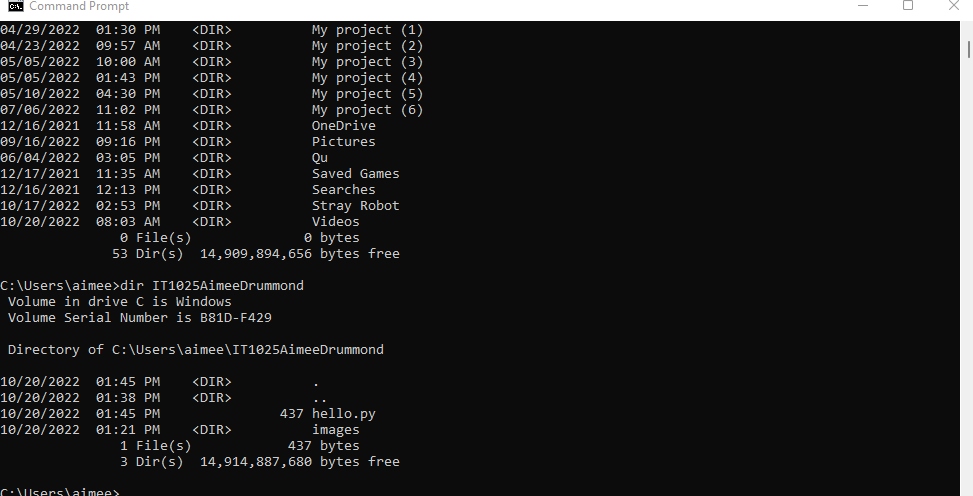 Command Prompt
04/29/2022  01:30 PM    <DIR>          My project (1)
04/23/2022  09:57 AM    <DIR>          My project (2)
05/05/2022  10:00 AM    <DIR>          My project (3)
05/05/2022  01:43 PM    <DIR>          My project (4)
05/10/2022  04:30 PM    <DIR>          My project (5)
07/06/2022  11:02 PM    <DIR>          My project (6)
12/16/2021  11:58 AM    <DIR>          OneDrive
09/16/2022  09:16 PM    <DIR>          Pictures
06/04/2022  03:05 PM    <DIR>          Qu
12/17/2021  11:35 AM    <DIR>          Saved Games
12/16/2021  12:13 PM    <DIR>          Searches
10/17/2022  02:53 PM    <DIR>          Stray Robot
10/20/2022  08:03 AM    <DIR>          Videos
               0 File(s)              0 bytes
              53 Dir(s)  14,909,894,656 bytes free
C:\Users\aimee>dir IT1025AimeeDrummond
 Volume in drive C is Windows
 Volume Serial Number is B81D-F429
 Directory of C:\Users\aimee\IT1025AimeeDrummond
10/20/2022  01:45 PM    <DIR>          .
10/20/2022  01:38 PM    <DIR>          ..
10/20/2022  01:45 PM               437 hello.py
10/20/2022  01:21 PM    <DIR>          images
               1 File(s)            437 bytes
               3 Dir(s)  14,914,887,680 bytes free
C:\Users\aimee>